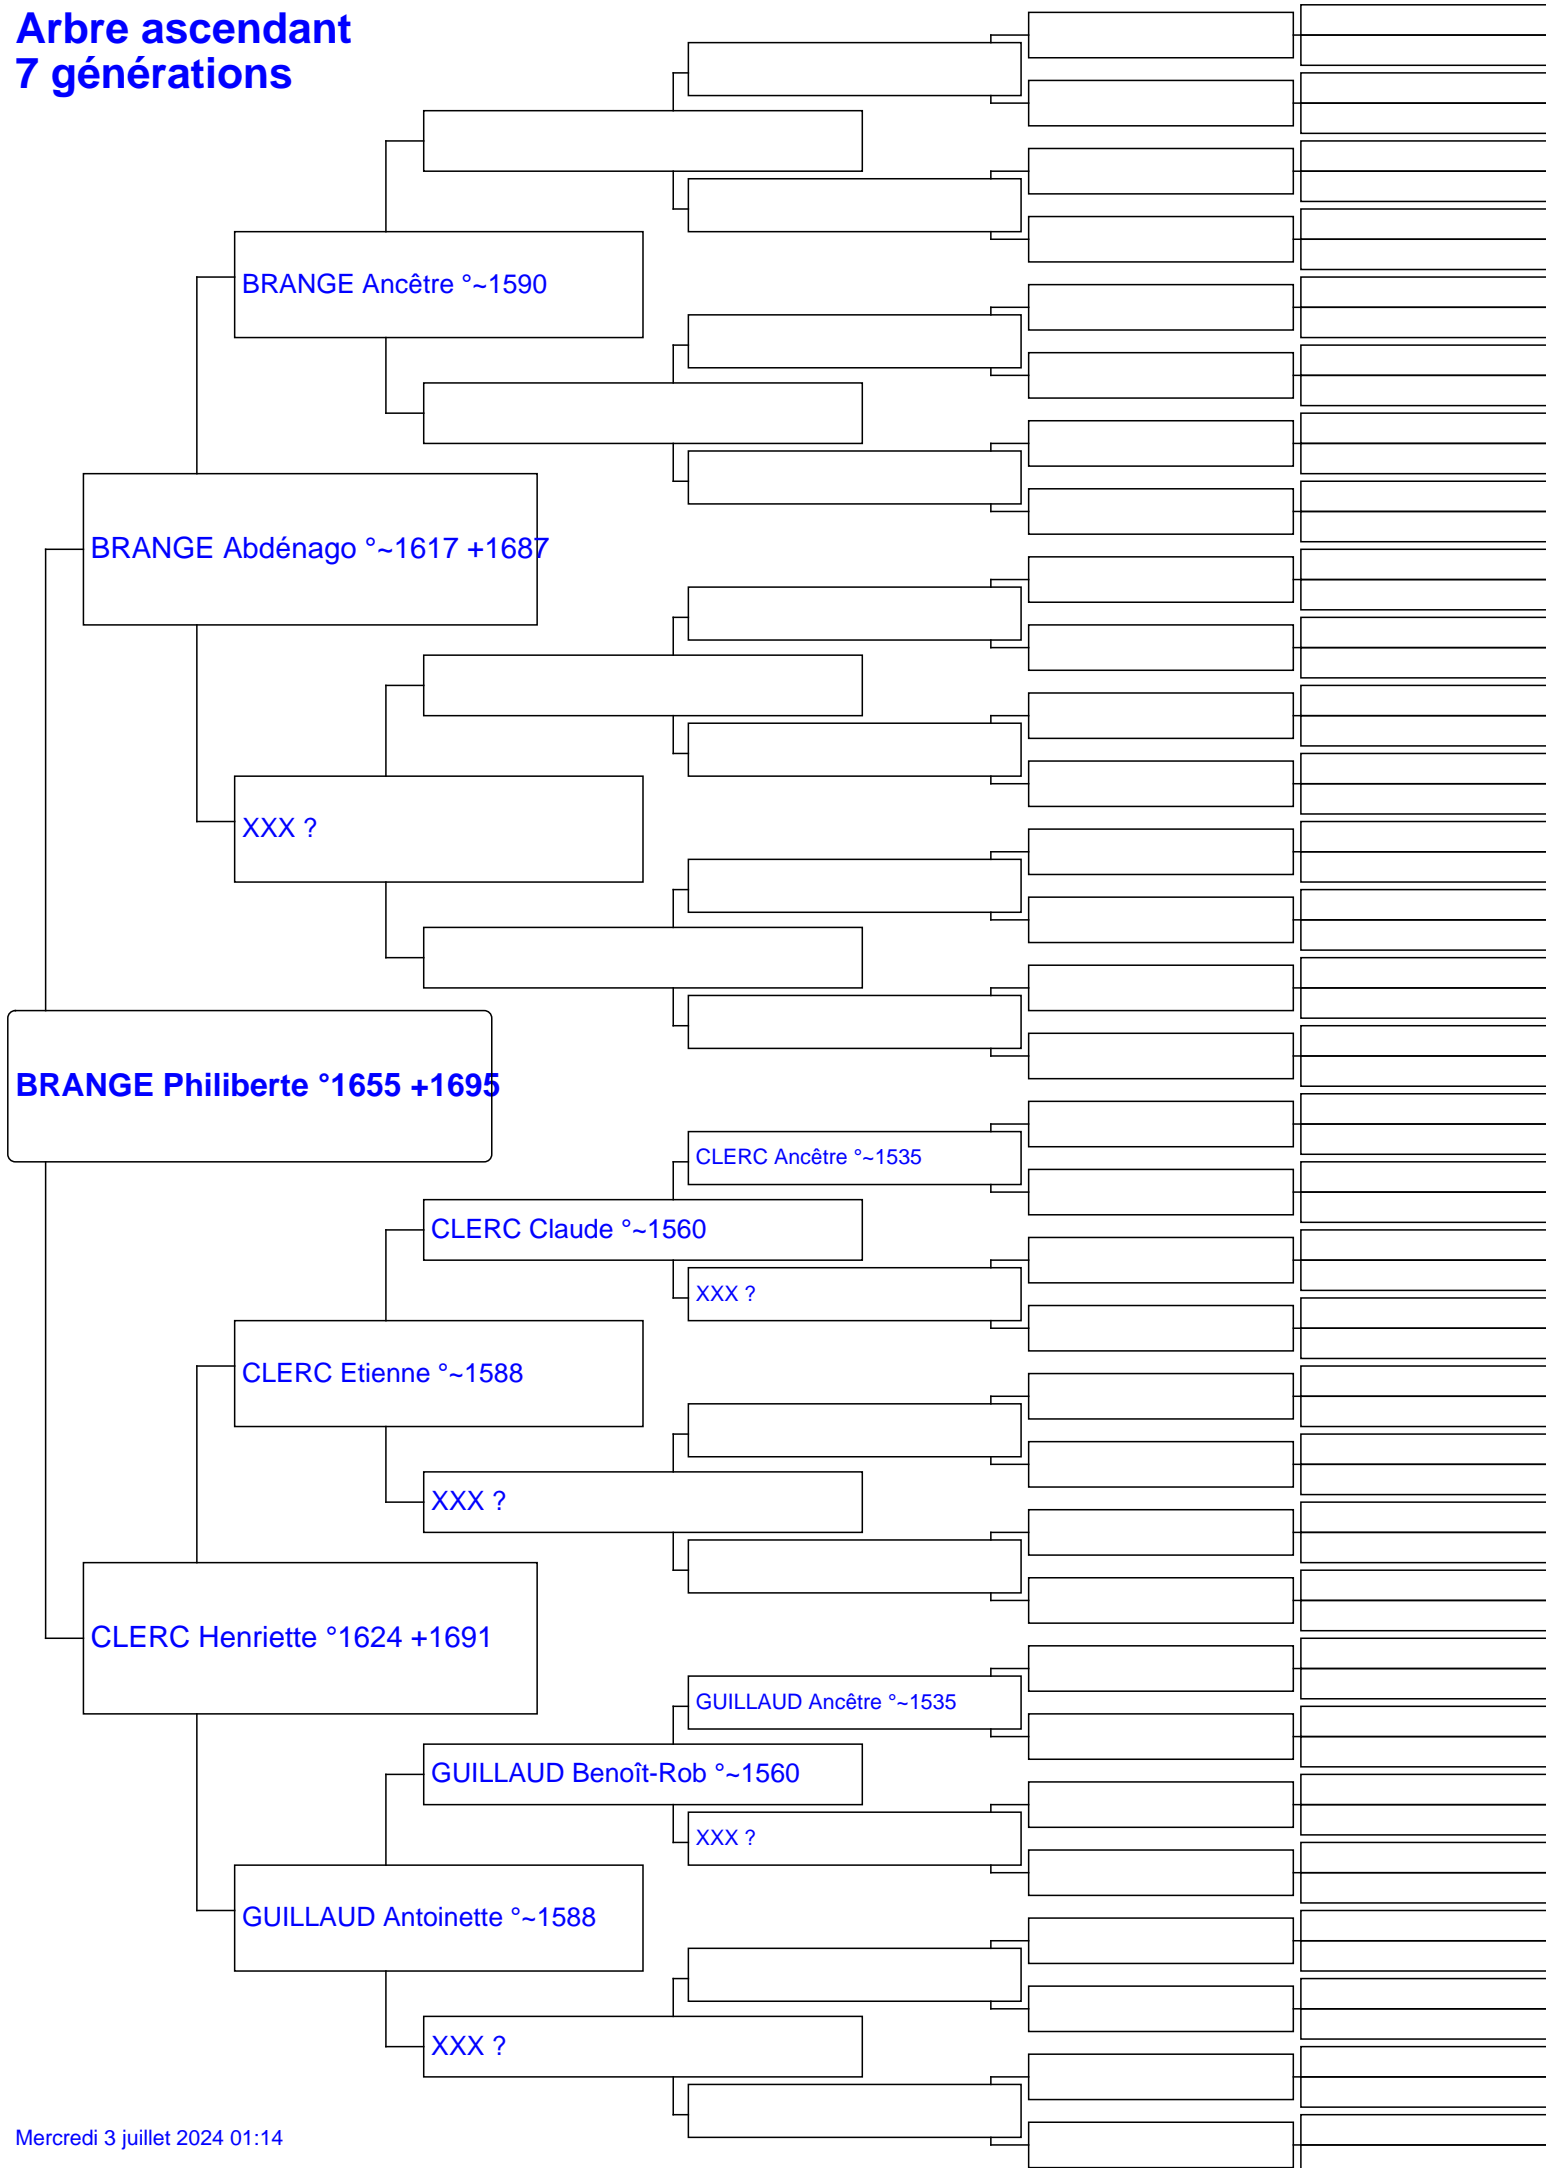 Arbre ascendant
7 générations
BRANGE Ancêtre °~1590
BRANGE Abdénago °~1617 +1687
XXX ?
BRANGE Philiberte °1655 +1695
CLERC Ancêtre °~1535
CLERC Claude °~1560
XXX ?
CLERC Etienne °~1588
XXX ?
CLERC Henriette °1624 +1691
GUILLAUD Ancêtre °~1535
GUILLAUD Benoît-Rob °~1560
XXX ?
GUILLAUD Antoinette °~1588
XXX ?
Mercredi 3 juillet 2024 01:14